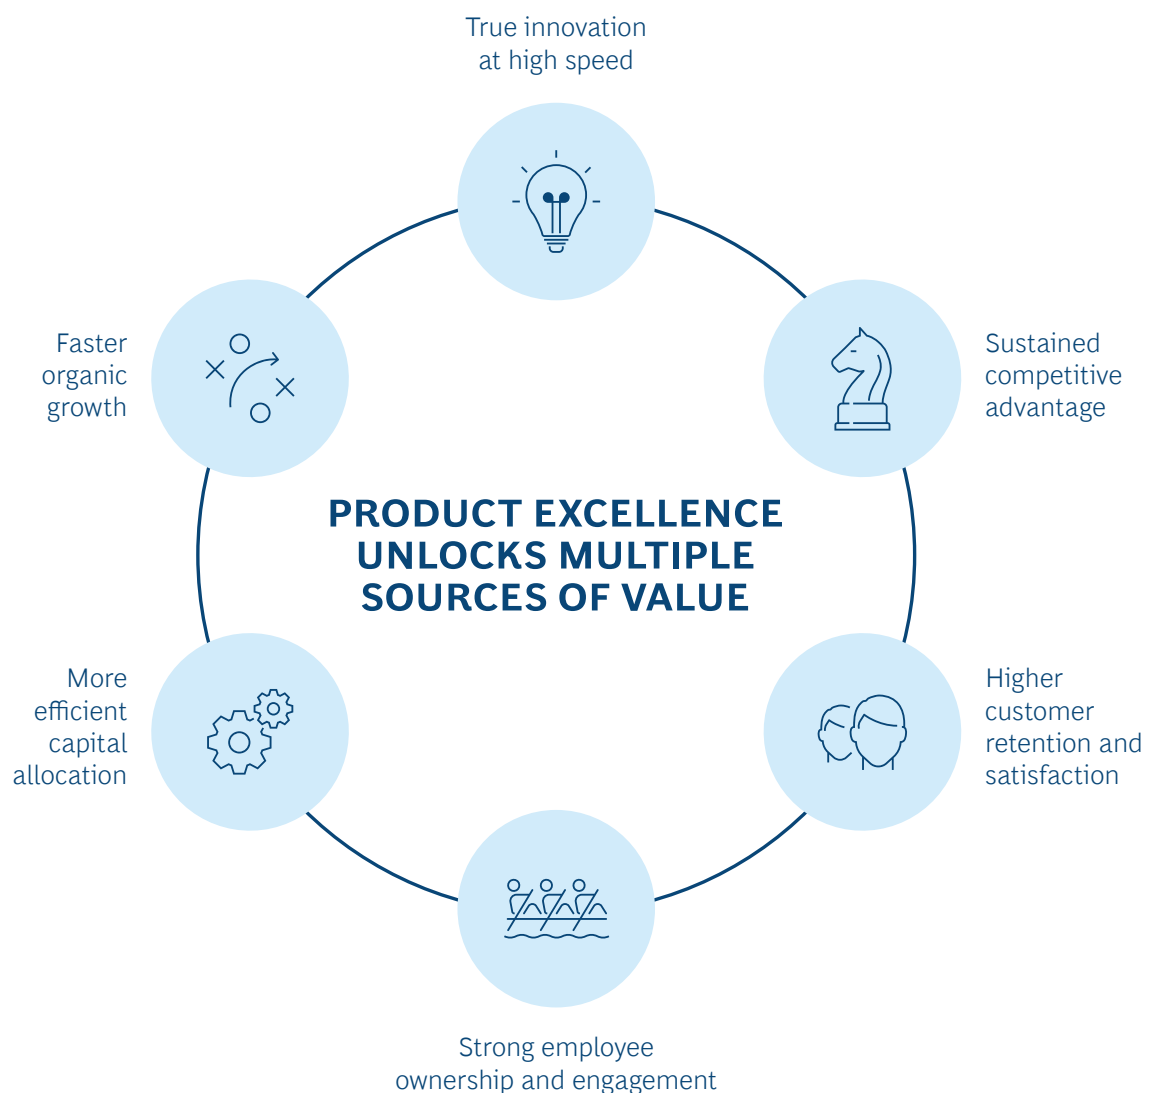 True innovation
at high speed
Sustained
competitive
advantage
Higher
customer
retention and
satisfaction
Strong employee
ownership and engagement
More
efficient
capital
allocation
Faster
organic
growth
PRODUCT EXCELLENCE
UNLOCKS MULTIPLE
SOURCES OF VALUE